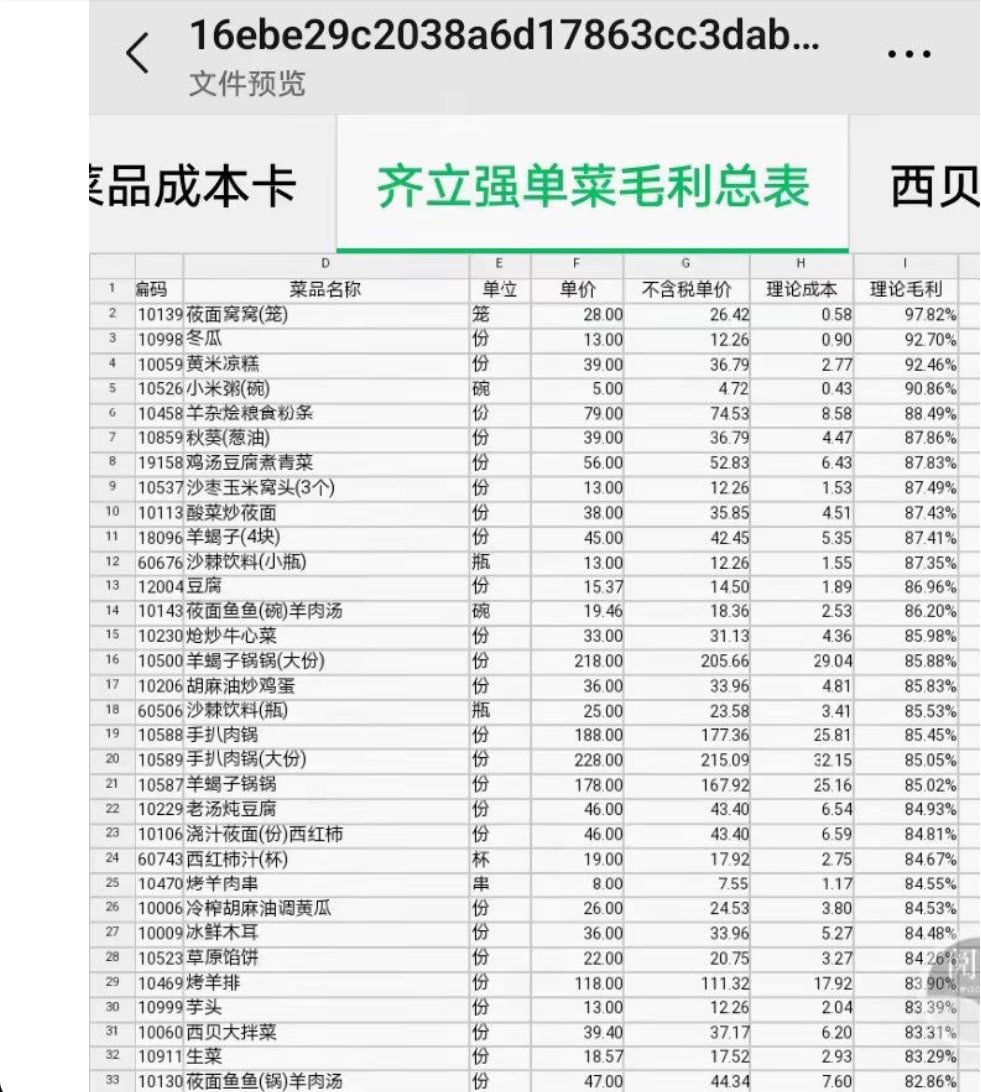 16ebe29c2038a6d17863cc3dab...
文件预览
菜品成本卡 齐立强单菜毛利总表 西贝
D E F G H I
1 编码 菜品名称 单位 单价 不含税单价 理论成本 理论毛利
2 10139 莜面窝窝(笼) 笼 28.00 26.42 0.58 97.82%
3 10998 冬瓜 份 13.00 12.26 0.90 92.70%
4 10059 黄米凉糕 份 39.00 36.79 2.77 92.46%
5 10526 小米粥(碗) 碗 5.00 4.72 0.43 90.86%
6 10458 羊杂烩粮食粉条 份 79.00 74.53 8.58 88.49%
7 10859 秋葵(葱油) 份 39.00 36.79 4.47 87.86%
8 19158 鸡汤豆腐煮青菜 份 56.00 52.83 6.43 87.83%
9 10537 沙枣玉米窝头(3个) 份 13.00 12.26 1.53 87.49%
10 10113 酸菜炒莜面 份 38.00 35.85 4.51 87.43%
11 18096 羊蝎子(4块) 份 45.00 42.45 5.35 87.41%
12 60676 沙棘饮料(小瓶) 瓶 13.00 12.26 1.55 87.35%
13 12004 豆腐 份 15.37 14.50 1.89 86.96%
14 10143 莜面鱼鱼(碗)羊肉汤 碗 19.46 18.36 2.53 86.20%
15 10230 炝炒牛心菜 份 33.00 31.13 4.36 85.98%
16 10500 羊蝎子锅锅(大份) 份 218.00 205.66 29.04 85.88%
17 10206 胡麻油炒鸡蛋 份 36.00 33.96 4.81 85.83%
18 60506 沙棘饮料(瓶) 瓶 25.00 23.58 3.41 85.53%
19 10588 手扒肉锅 份 188.00 177.36 25.81 85.45%
20 10589 手扒肉锅(大份) 份 228.00 215.09 32.15 85.05%
21 10587 羊蝎子锅锅 份 178.00 167.92 25.16 85.02%
22 10229 老汤炖豆腐 份 46.00 43.40 6.54 84.93%
23 10106 浇汁莜面(份)西红柿 份 46.00 43.40 6.59 84.81%
24 60743 西红柿汁(杯) 杯 19.00 17.92 2.75 84.67%
25 10470 烤羊肉串 串 8.00 7.55 1.17 84.55%
26 10006 冷榨胡麻油调黄瓜 份 26.00 24.53 3.80 84.53%
27 10009 冰鲜木耳 份 36.00 33.96 5.27 84.48%
28 10523 草原馅饼 份 22.00 20.75 3.27 84.26%
29 10469 烤羊排 份 118.00 111.32 17.92 83.90%
30 10999 芋头 份 13.00 12.26 2.04 83.39%
31 10060 西贝大拌菜 份 39.40 37.17 6.20 83.31%
32 10911 生菜 份 18.57 17.52 2.93 83.29%
33 10130 莜面鱼鱼(锅)羊肉汤 份 47.00 44.34 7.60 82.86%